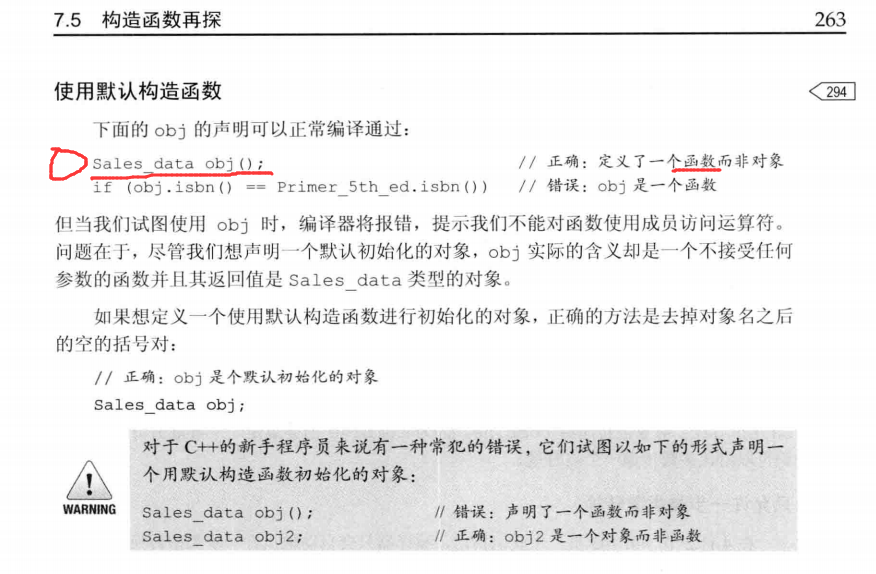 7.5 构造函数再探 263
使用默认构造函数 294
下面的 obj 的声明可以正常编译通过：
Sales_data obj(); // 正确：定义了一个函数而非对象
if (obj.isbn() == Primer_5th_ed.isbn()) // 错误：obj 是一个函数
但当我们试图使用 obj 时，编译器将报错，提示我们不能对函数使用成员访问运算符。
问题在于，尽管我们想声明一个默认初始化的对象，obj 实际的含义却是一个不接受任何
参数的函数并且其返回值是 Sales_data 类型的对象。
如果想定义一个使用默认构造函数进行初始化的对象，正确的方法是去掉对象名之后
的空的括号对：
// 正确：obj 是个默认初始化的对象
Sales_data obj;
对于 C++的新手程序员来说有一种常犯的错误，它们试图以如下的形式声明一
个用默认构造函数初始化的对象：
WARNING
Sales_data obj(); // 错误：声明了一个函数而非对象
Sales_data obj2; // 正确：obj2 是一个对象而非函数